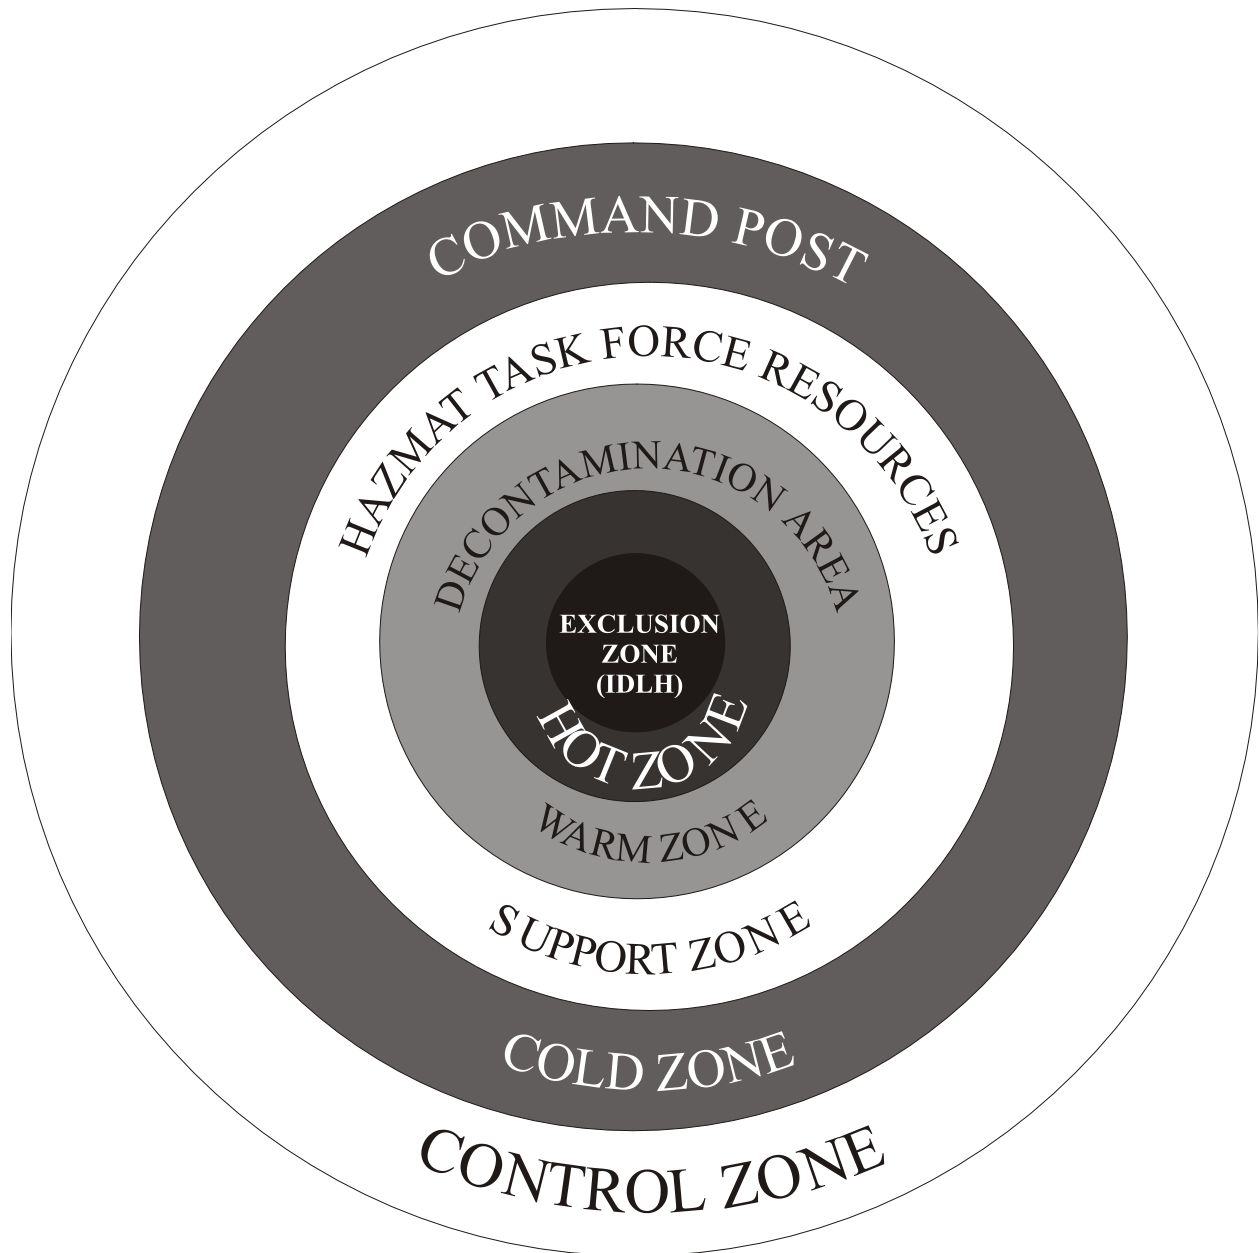 COMMAND POST
HAZMAT TASK FORCE RESOURCES
DECONTAMINATION AREA
EXCLUSION
ZONE
(IDLH)
HOT ZONE
WARM ZONE
SUPPORT ZONE
COLD ZONE
CONTROL ZONE